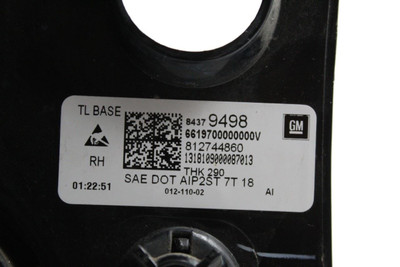 TL BASE
8437 9498
GM
6619700000000V
812744860
1318109000087013
RH
THK 290
01:22:51
SAE DOT AIP2ST 7T 18
012-110-02
AI